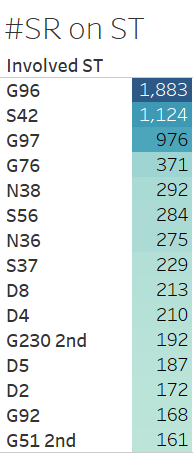 #SR on ST
Involved ST
G96 1,883
S42 1,124
G97 976
G76 371
N38 292
S56 284
N36 275
S37 229
D8 213
D4 210
G230 2nd 192
D5 187
D2 172
G92 168
G51 2nd 161